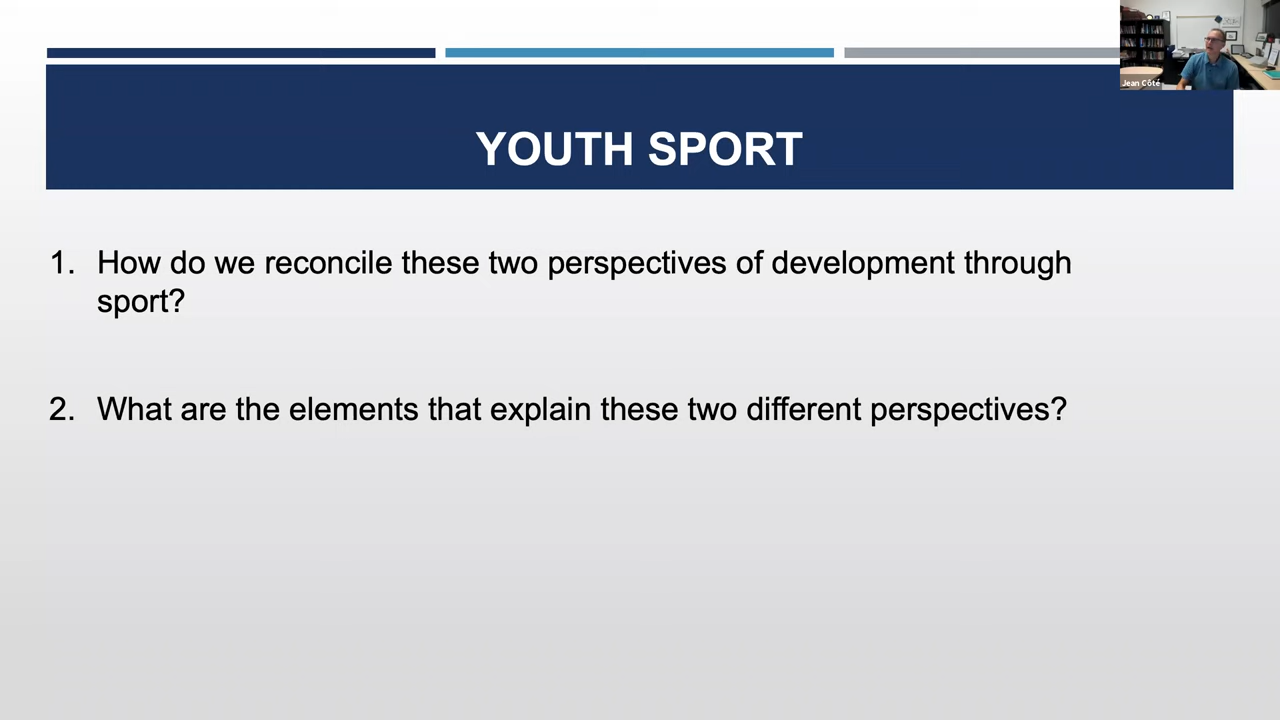 Jean Côté
YOUTH SPORT
1. How do we reconcile these two perspectives of development through
sport?
2. What are the elements that explain these two different perspectives?